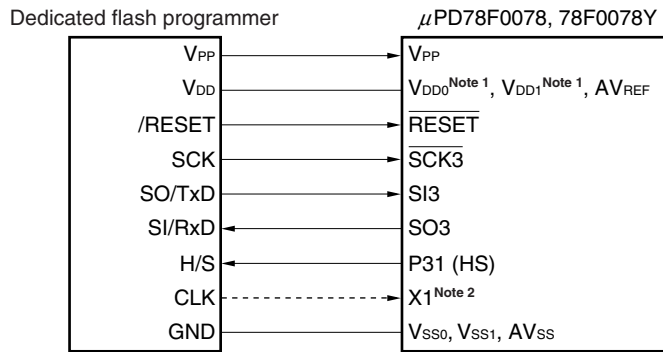 Dedicated flash programmer μPD78F0078, 78F0078Y
VPP VPP
VDD VDD0Note 1, VDD1Note 1, AVREF
/RESET RESET
SCK SCK3
SO/TxD SI3
SI/RxD SO3
H/S P31 (HS)
CLK X1Note 2
GND VSS0, VSS1, AVSS